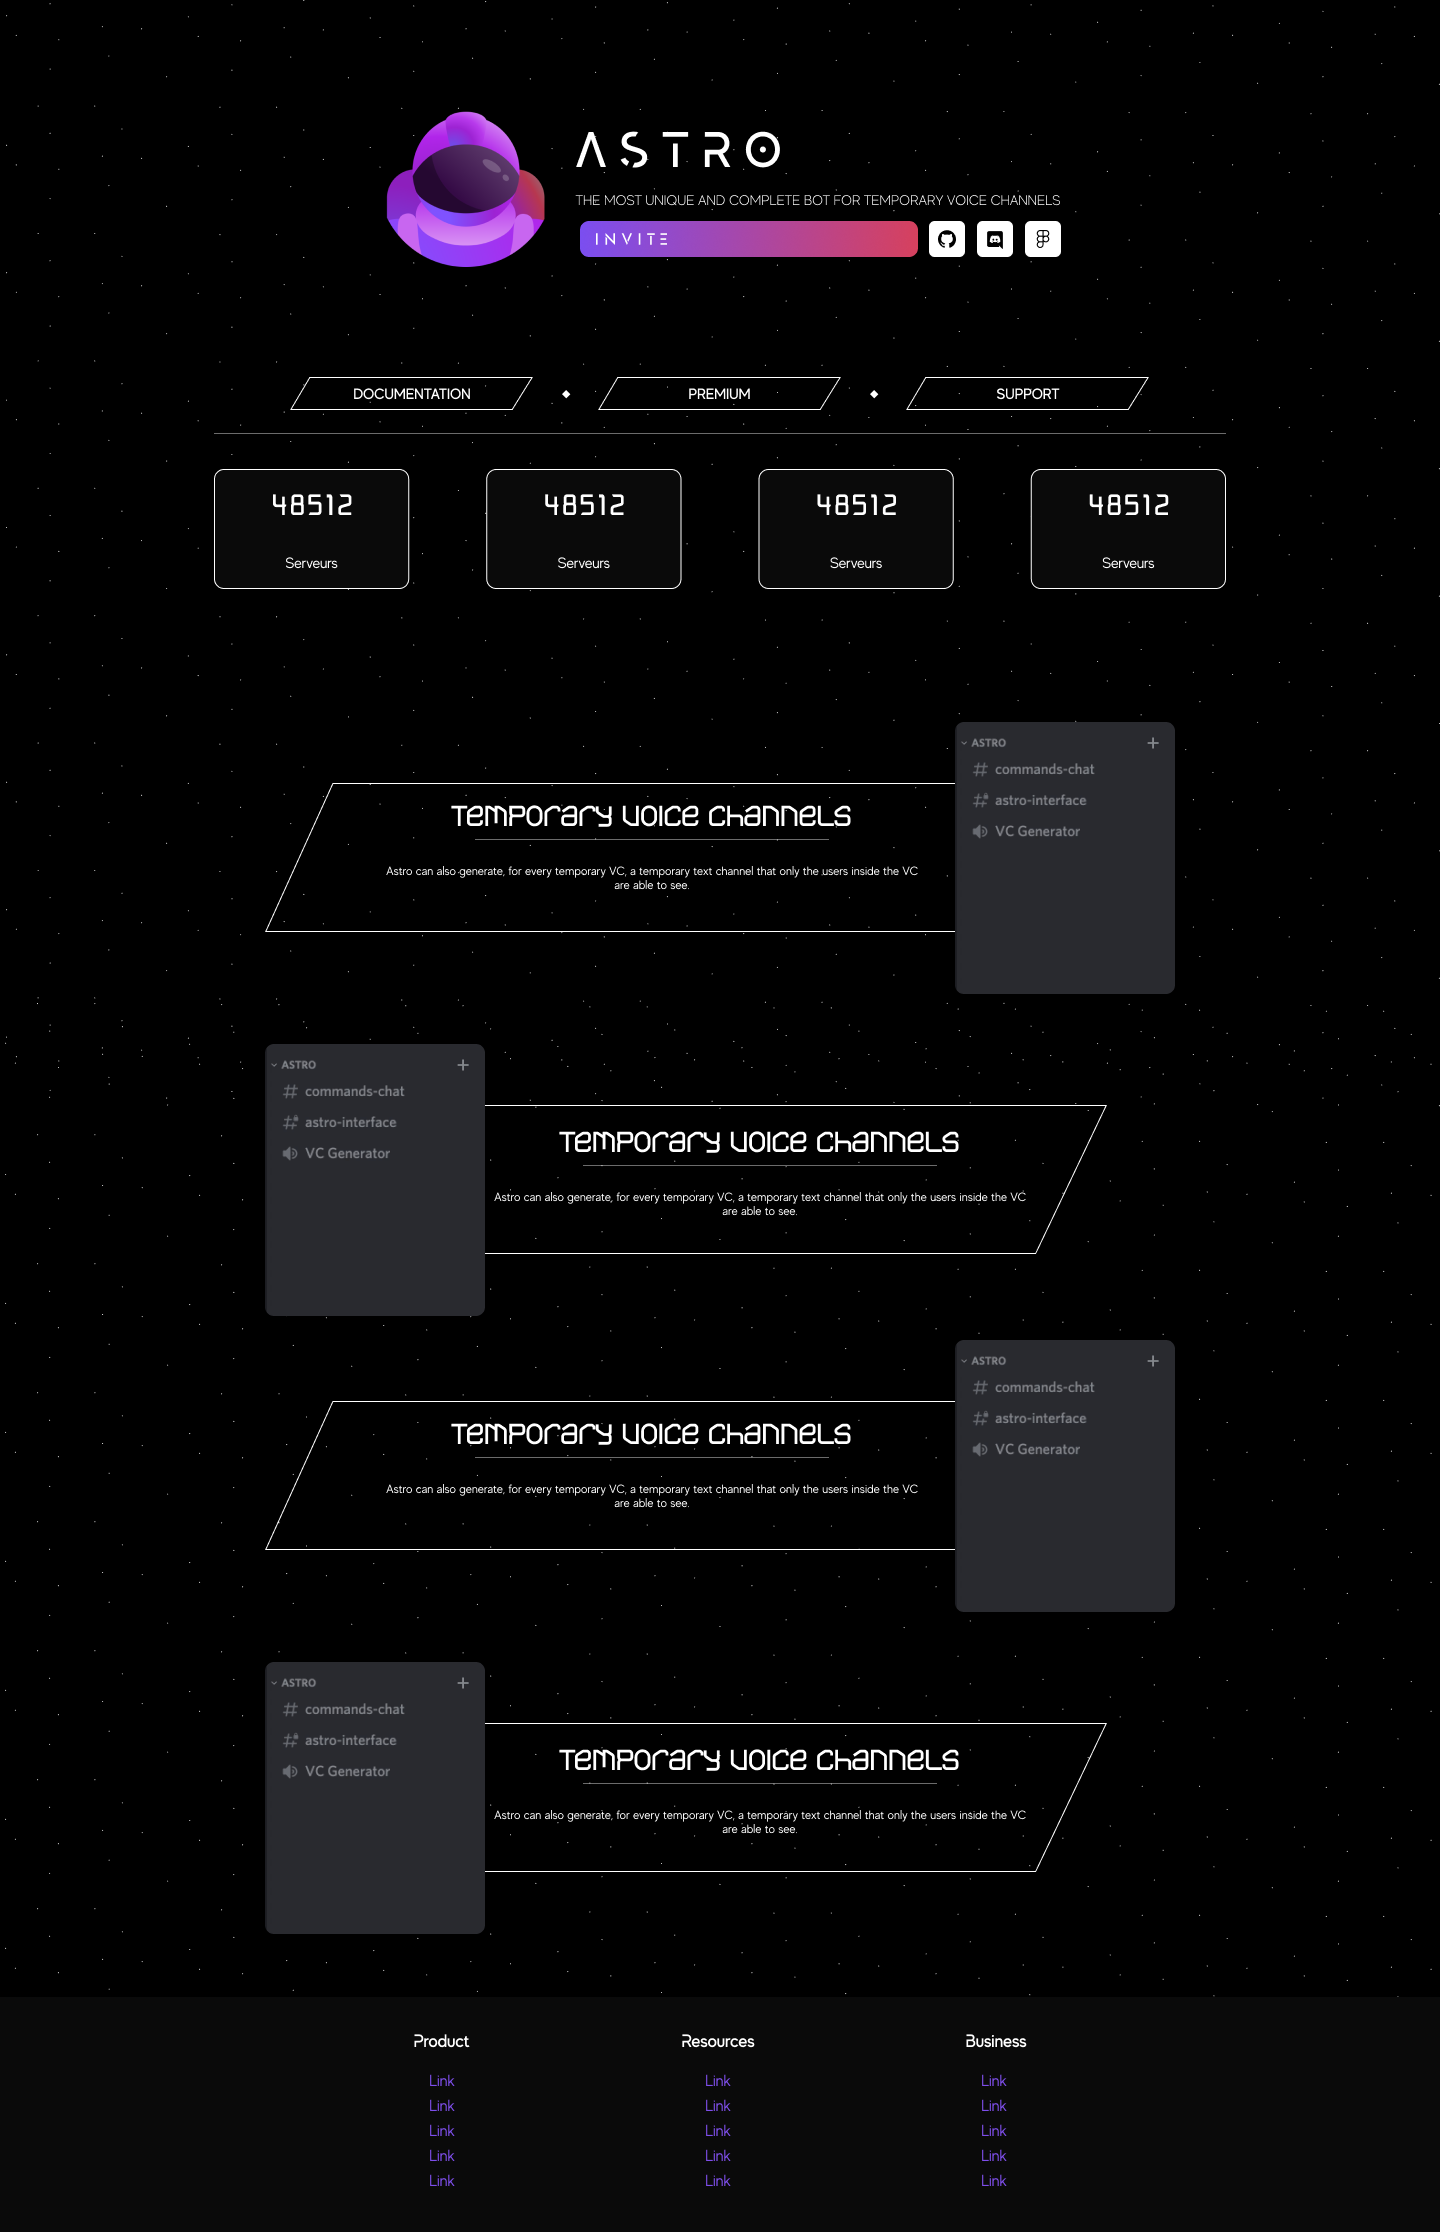 ASTRO
THE MOST UNIQUE AND COMPLETE BOT FOR TEMPORARY VOICE CHANNELS
INVITE
DOCUMENTATION
PREMIUM
SUPPORT
48512
Serveurs
48512
Serveurs
48512
Serveurs
48512
Serveurs
Temporary Voice Channels
Astro can also generate, for every temporary VC, a temporary text channel that only the users inside the VC
are able to see.
ASTRO
commands-chat
astro-interface
VC Generator
ASTRO
commands-chat
astro-interface
VC Generator
Temporary Voice Channels
Astro can also generate, for every temporary VC, a temporary text channel that only the users inside the VC
are able to see.
Temporary Voice Channels
Astro can also generate, for every temporary VC, a temporary text channel that only the users inside the VC
are able to see.
ASTRO
commands-chat
astro-interface
VC Generator
ASTRO
commands-chat
astro-interface
VC Generator
Temporary Voice Channels
Astro can also generate, for every temporary VC, a temporary text channel that only the users inside the VC
are able to see.
Product
Link
Link
Link
Link
Link
Resources
Link
Link
Link
Link
Link
Business
Link
Link
Link
Link
Link